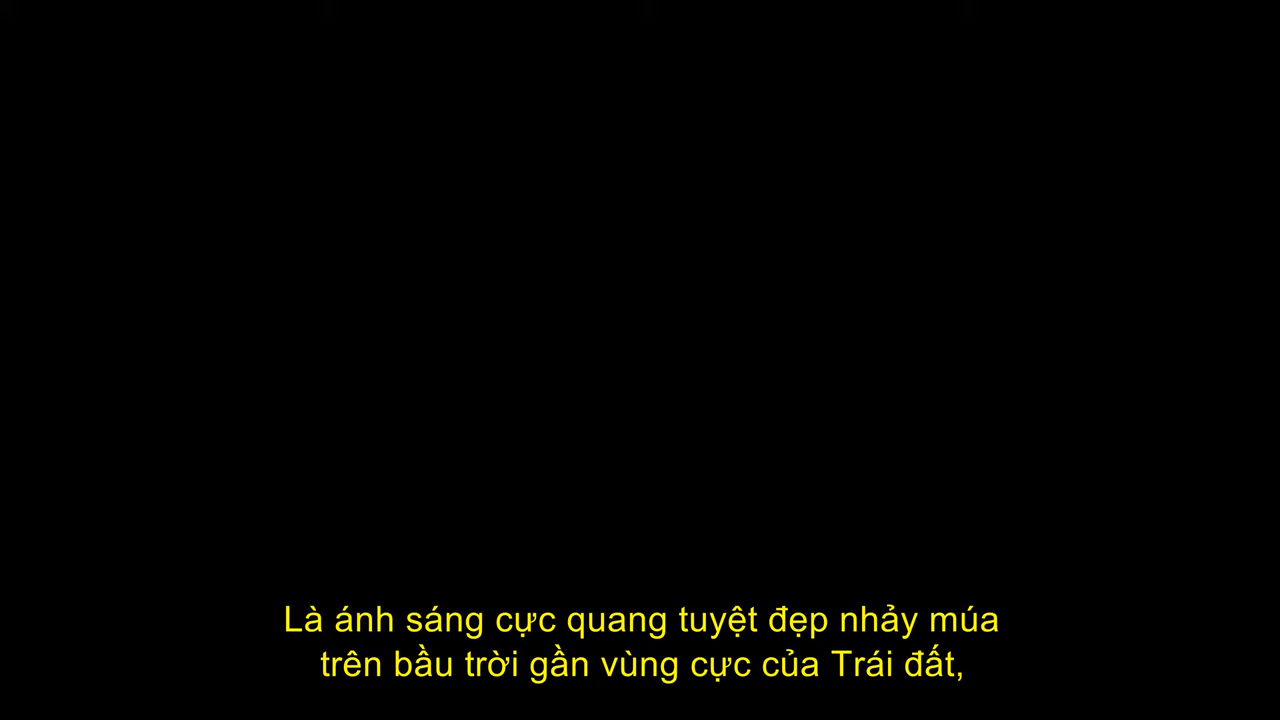 Là ánh sáng cực quang tuyệt đẹp nhảy múa
trên bầu trời gần vùng cực của Trái đất,